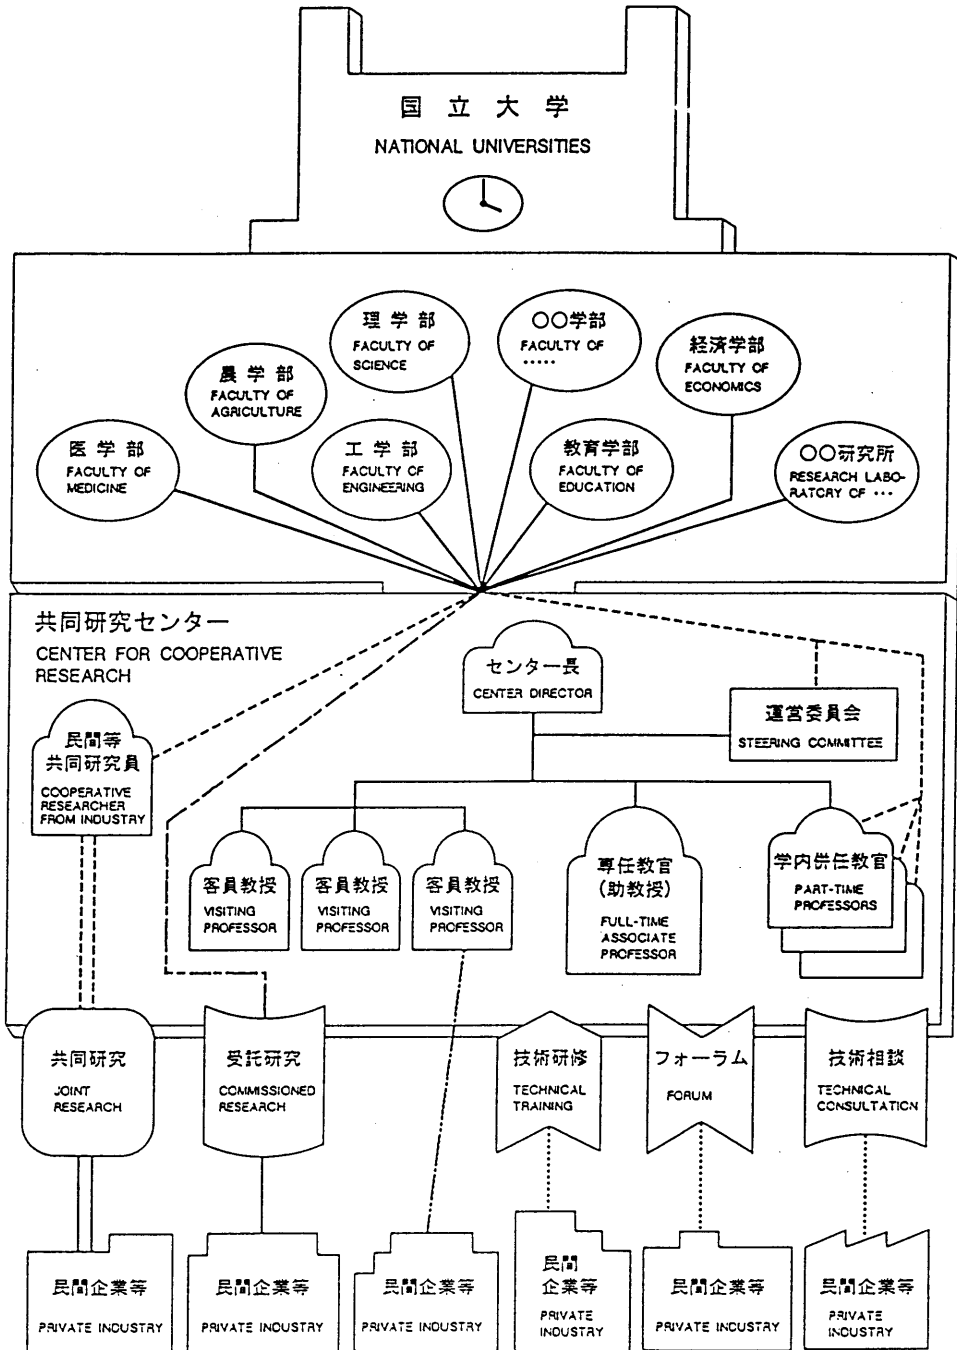 国立大学
NATIONAL UNIVERSITIES
理学部
FACULTY OF
SCIENCE
〇〇学部
FACULTY OF
.....
経済学部
FACULTY OF
ECONOMICS
農学部
FACULTY OF
AGRICULTURE
医学部
FACULTY OF
MEDICINE
工学部
FACULTY OF
ENGINEERING
教育学部
FACULTY OF
EDUCATION
〇〇研究所
RESEARCH LABO-
RATORY OF ...
共同研究センター
CENTER FOR COOPERATIVE
RESEARCH
センター長
CENTER DIRECTOR
運営委員会
STEERING COMMITTEE
民間等
共同研究員
COOPERATIVE
RESEARCHER
FROM INDUSTRY
客員教授
VISITING
PROFESSOR
客員教授
VISITING
PROFESSOR
客員教授
VISITING
PROFESSOR
専任教官
(助教授)
FULL-TIME
ASSOCIATE
PROFESSOR
学内併任教官
PART-TIME
PROFESSORS
共同研究
JOINT
RESEARCH
受託研究
COMMISSIONED
RESEARCH
技術研修
TECHNICAL
TRAINING
フォーラム
FORUM
技術相談
TECHNICAL
CONSULTATION
民間企業等
PRIVATE INDUSTRY
民間企業等
PRIVATE INDUSTRY
民間企業等
PRIVATE INDUSTRY
民間
企業等
PRIVATE
INDUSTRY
民間企業等
PRIVATE INDUSTRY
民間企業等
PRIVATE
INDUSTRY